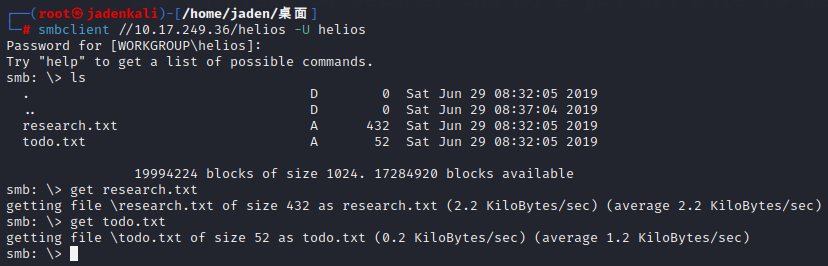 ┌──(root㉿jadenkali)-[/home/jaden/桌面]
└─# smbclient //10.17.249.36/helios -U helios
Password for [WORKGROUP\helios]:
Try "help" to get a list of possible commands.
smb: \> ls
  .                                   D        0  Sat Jun 29 08:32:05 2019
  ..                                  D        0  Sat Jun 29 08:37:04 2019
  research.txt                        A      432  Sat Jun 29 08:32:05 2019
  todo.txt                            A       52  Sat Jun 29 08:32:05 2019
                19994224 blocks of size 1024. 17284920 blocks available
smb: \> get research.txt
getting file \research.txt of size 432 as research.txt (2.2 KiloBytes/sec) (average 2.2 KiloBytes/sec)
smb: \> get todo.txt
getting file \todo.txt of size 52 as todo.txt (0.2 KiloBytes/sec) (average 1.2 KiloBytes/sec)
smb: \>